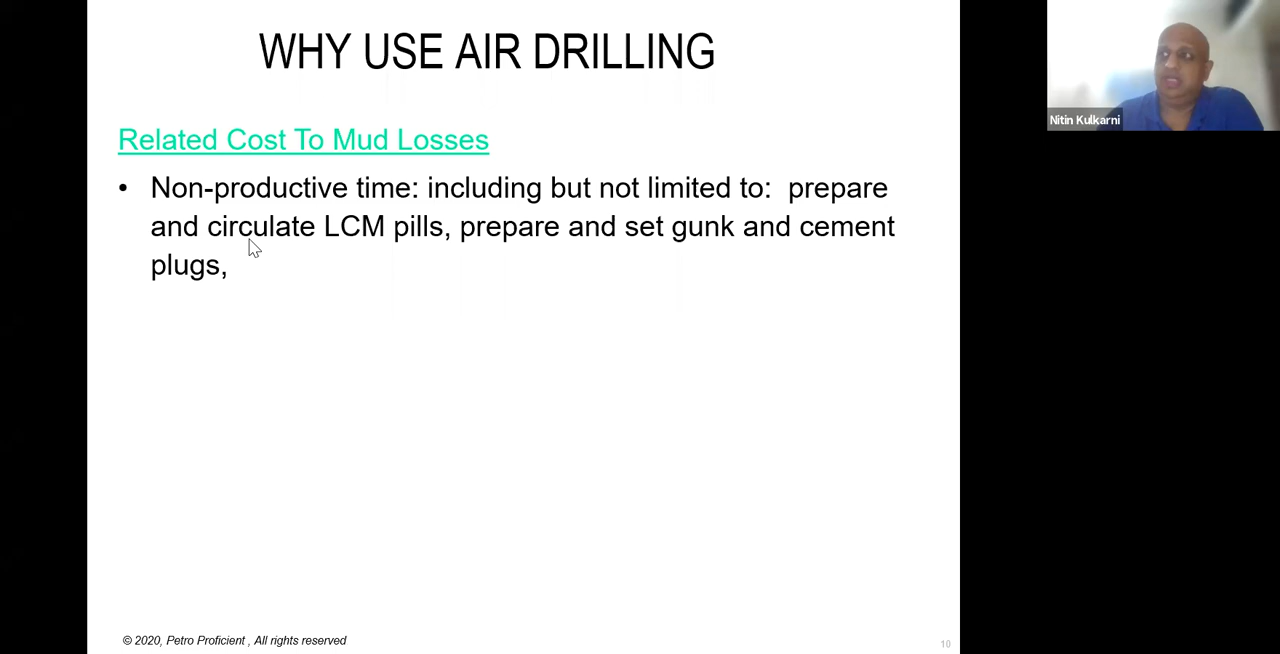 WHY USE AIR DRILLING
Nitin Kulkarni
Related Cost To Mud Losses
• Non-productive time: including but not limited to:  prepare
and circulate LCM pills, prepare and set gunk and cement
plugs,
© 2020, Petro Proficient , All rights reserved
10